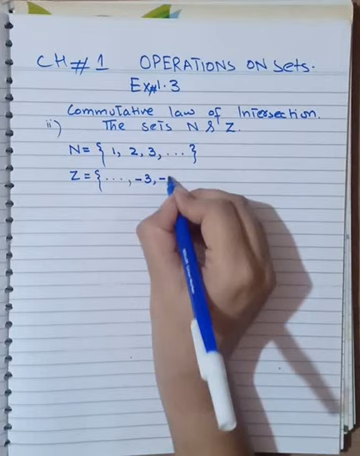 CH # 1 OPERATIONS ON Sets.
Ex# 1.3
Commutative law of Intersection.
ii) The sets N & Z.
N = { 1, 2, 3, ... }
Z = { ..., -3, -